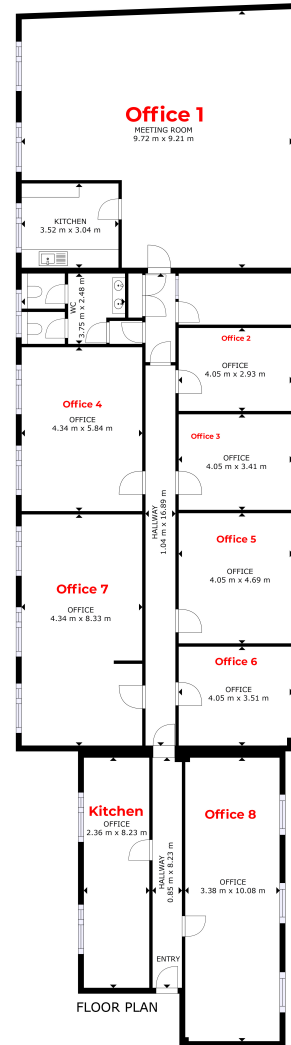 Office 1
MEETING ROOM
9.72 m x 9.21 m
KITCHEN
3.52 m x 3.04 m
WC
3.75 m x 2.48 m
Office 2
OFFICE
4.05 m x 2.93 m
Office 4
OFFICE
4.34 m x 5.84 m
Office 3
OFFICE
4.05 m x 3.41 m
HALLWAY
1.04 m x 16.89 m
Office 5
OFFICE
4.05 m x 4.69 m
Office 7
OFFICE
4.34 m x 8.33 m
Office 6
OFFICE
4.05 m x 3.51 m
Kitchen
OFFICE
2.36 m x 8.23 m
HALLWAY
0.85 m x 8.23 m
Office 8
OFFICE
3.38 m x 10.08 m
ENTRY
FLOOR PLAN